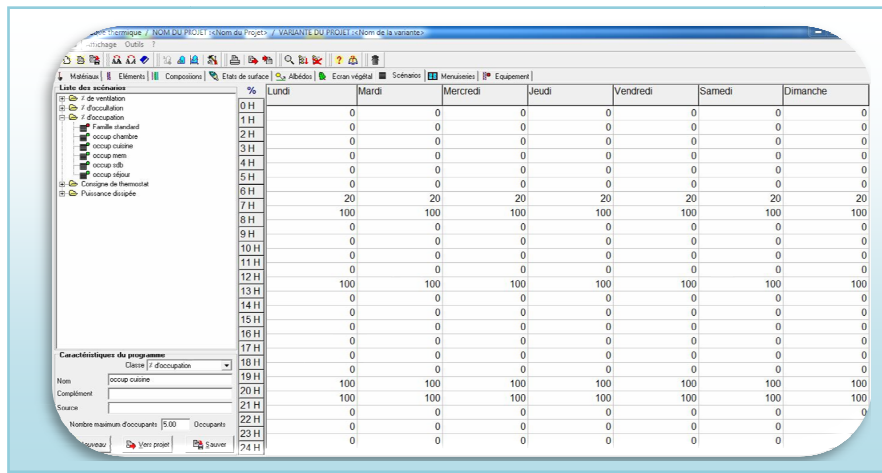 thermique / NOM DU PROJET :<Nom du Projet> / VARIANTE DU PROJET :<Nom de la variante>
Outils ?
Matériaux Eléments Compositions Etats de surface Albédos Ecran végétal Scénarios Menuiseries Equipement
Liste des scénarios
% de ventilation
% d'occultation
% d'occupation
Famille standard
occup chambre
occup cuisine
occup mem
occup sdb
occup séjour
Consigne de thermostat
Puissance dissipée
% Lundi Mardi Mercredi Jeudi Vendredi Samedi Dimanche
0 H
0 0 0 0 0 0 0
1 H
0 0 0 0 0 0 0
2 H
0 0 0 0 0 0 0
3 H
0 0 0 0 0 0 0
4 H
0 0 0 0 0 0 0
5 H
0 0 0 0 0 0 0
6 H
20 20 20 20 20 20 20
7 H
100 100 100 100 100 100 100
8 H
0 0 0 0 0 0 0
9 H
0 0 0 0 0 0 0
10 H
0 0 0 0 0 0 0
11 H
0 0 0 0 0 0 0
12 H
100 100 100 100 100 100 100
13 H
0 0 0 0 0 0 0
14 H
0 0 0 0 0 0 0
15 H
0 0 0 0 0 0 0
16 H
0 0 0 0 0 0 0
17 H
0 0 0 0 0 0 0
18 H
0 0 0 0 0 0 0
19 H
100 100 100 100 100 100 100
20 H
100 100 100 100 100 100 100
21 H
0 0 0 0 0 0 0
22 H
0 0 0 0 0 0
23 H
0 0 0 0 0 0
24 H
Caractéristiques du programme
Classe % d'occupation
Nom occup cuisine
Complément
Source
Nombre maximum d'occupants 5.00 Occupants
Vers projet Sauver